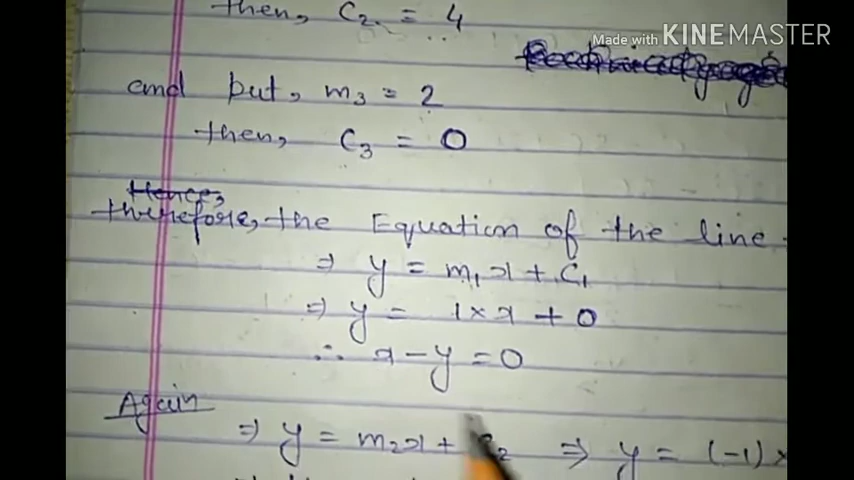 then, C₂ = 4
Made with KINEMASTER
and put, m₃ = 2
then, C₃ = 0
Hence,
therefore, the Equation of the line.
⇒ y = m₁x + C₁
⇒ y = 1×x + 0
∴ x - y = 0
Again
⇒ y = m₂x + C₂ ⇒ y = (-1)×